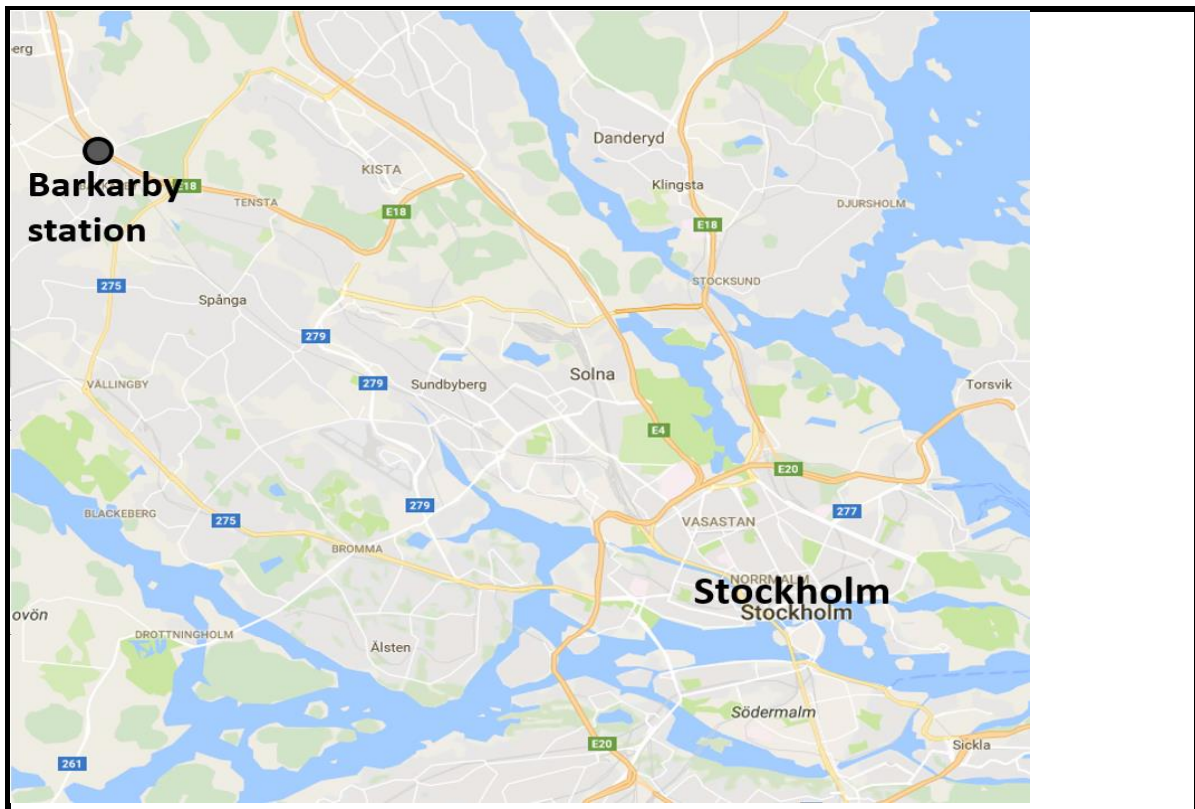 erg
Danderyd
KISTA
Barkarby
station
E18
Klingsta
TENSTA
DJURSHOLM
E18
E18
275
STOCKSUND
Spånga
279
Solna
VÄLLINGBY
279
Sundbyberg
Torsvik
E4
E20
279
277
BLACKEBERG
275
VASASTAN
BROMMA
NORRMALM
Stockholm
Stockholm
ovön
DROTTNINGHOLM
Älsten
Södermalm
E20
Sickla
261